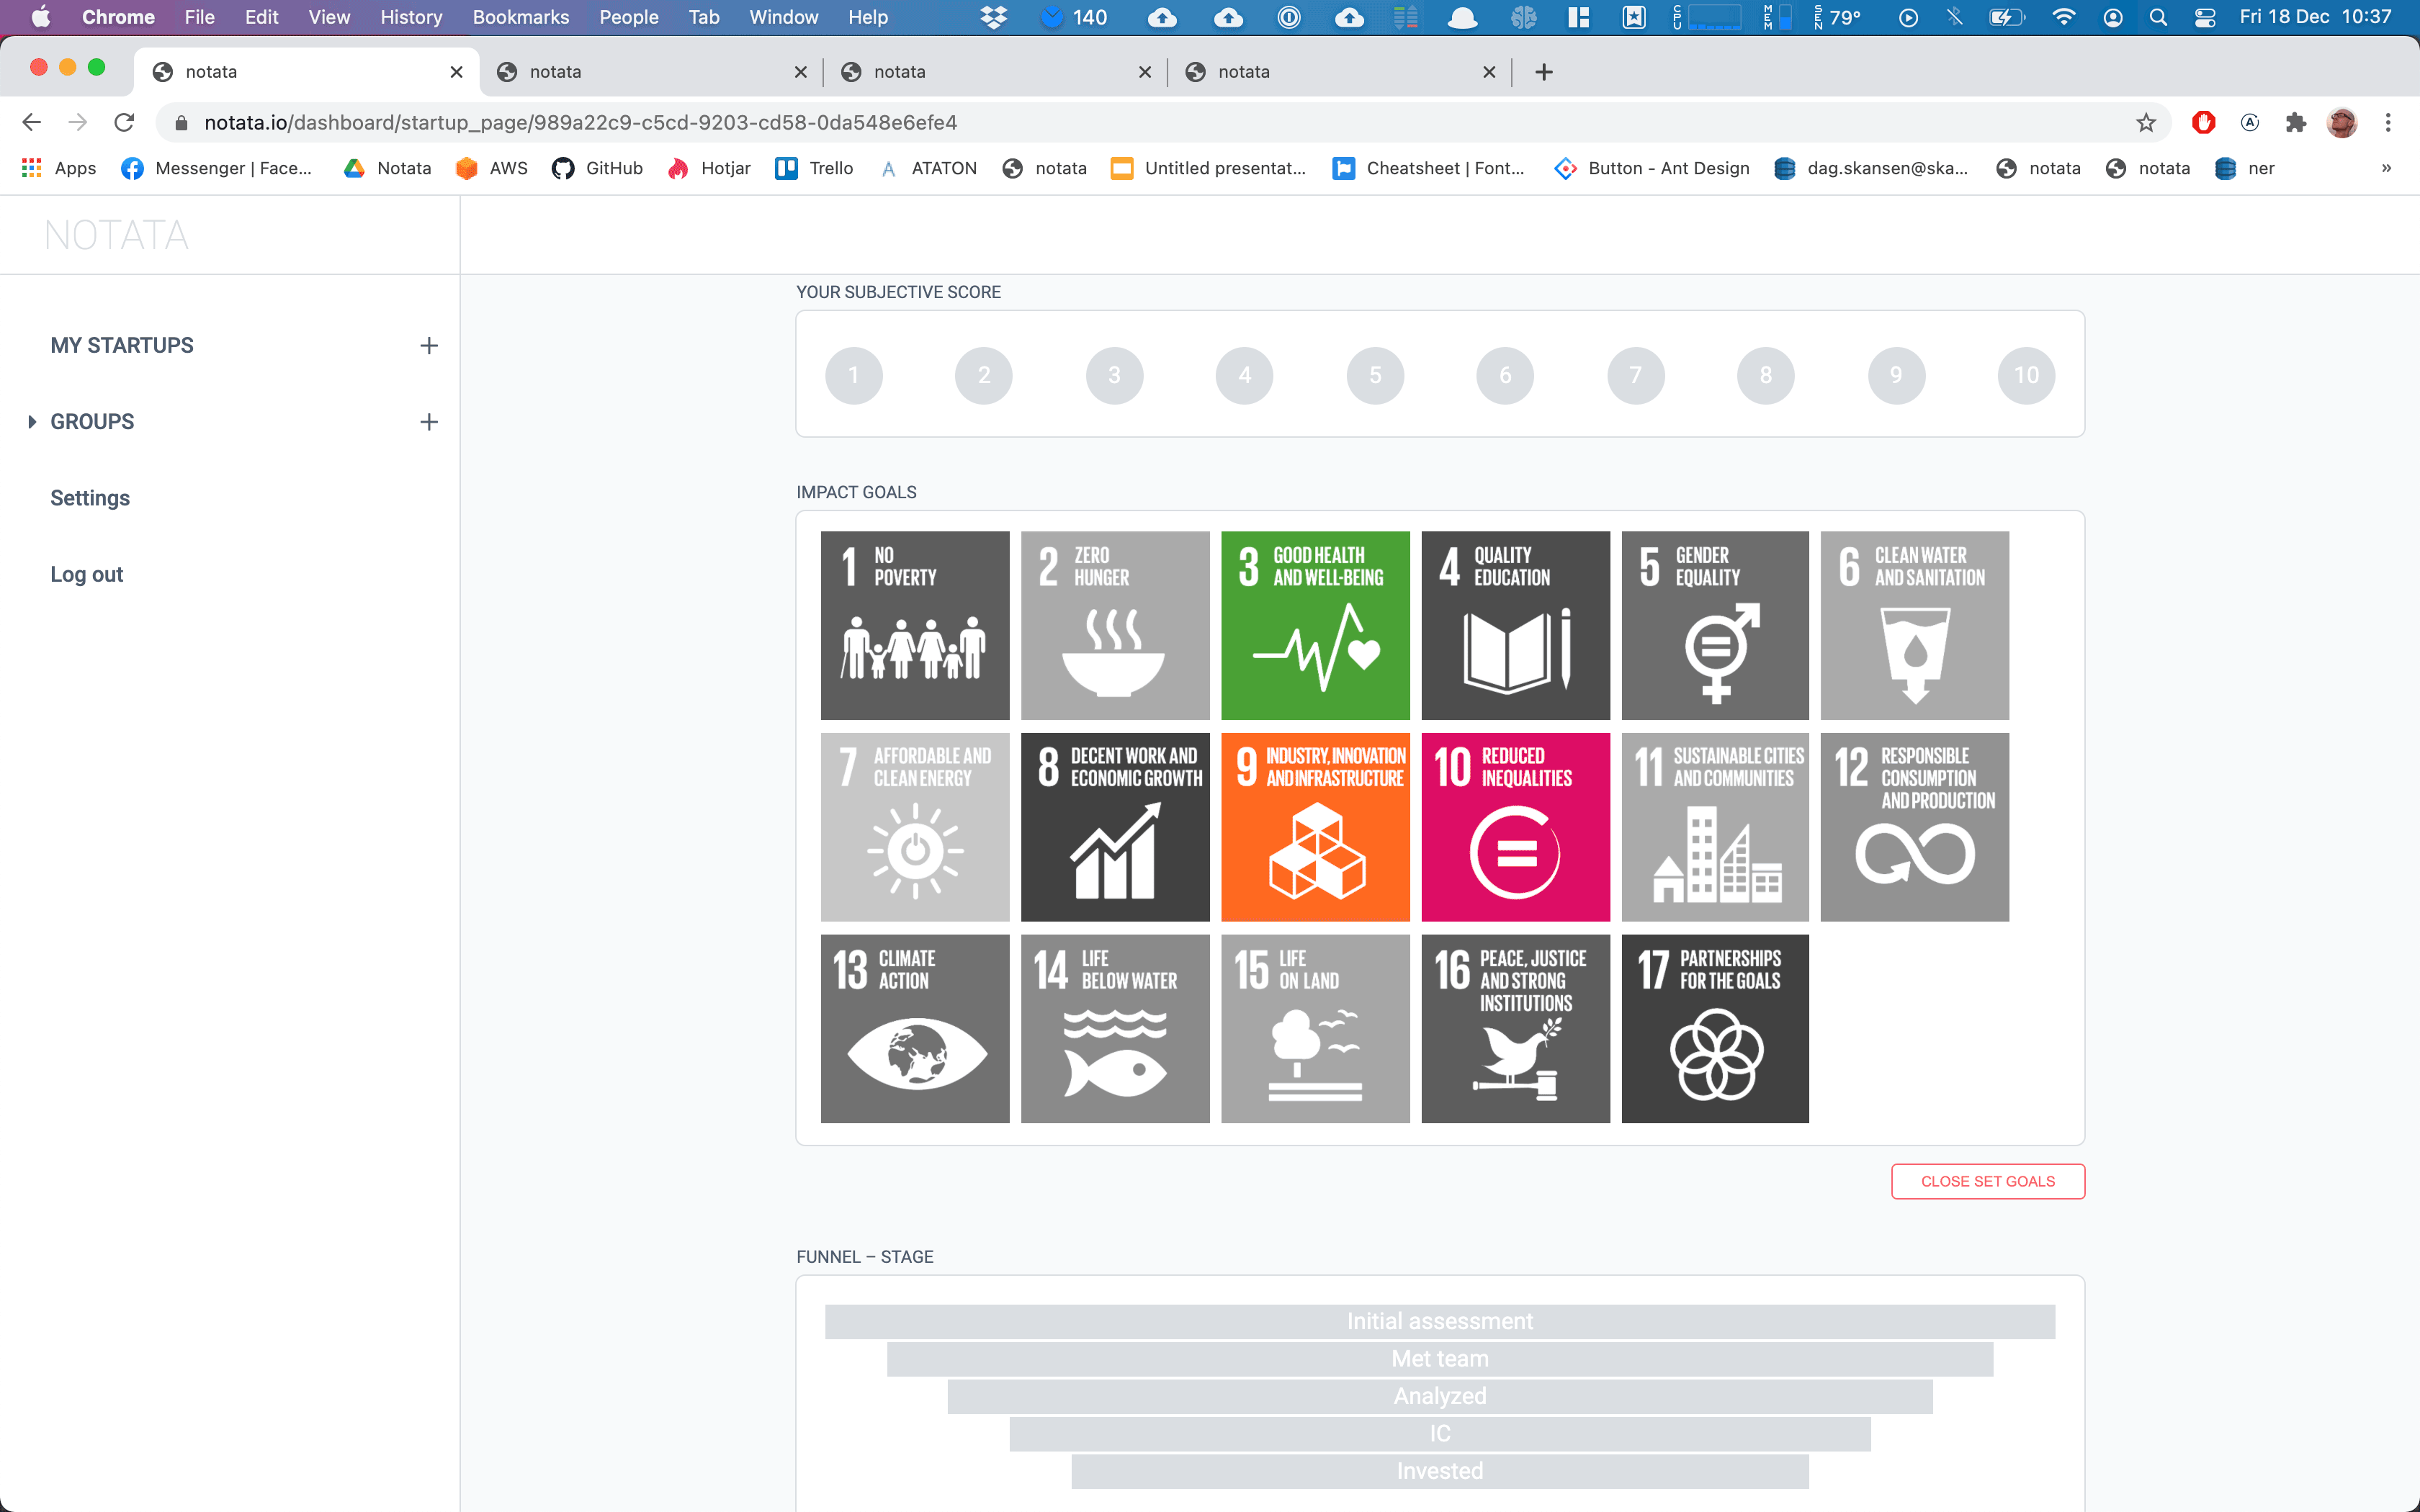 Chrome File Edit View History Bookmarks People Tab Window Help 140 CPU MEM SEN 79° Fri 18 Dec 10:37
notata notata notata notata
notata.io/dashboard/startup_page/989a22c9-c5cd-9203-cd58-0da548e6efe4
Apps Messenger | Face... Notata AWS GitHub Hotjar Trello ATATON notata Untitled presentat... Cheatsheet | Font... Button - Ant Design dag.skansen@ska... notata notata ner »
NOTATA
MY STARTUPS
GROUPS
Settings
Log out
YOUR SUBJECTIVE SCORE
1 2 3 4 5 6 7 8 9 10
IMPACT GOALS
1 NO
POVERTY
2 ZERO
HUNGER
3 GOOD HEALTH
AND WELL-BEING
4 QUALITY
EDUCATION
5 GENDER
EQUALITY
6 CLEAN WATER
AND SANITATION
7 AFFORDABLE AND
CLEAN ENERGY
8 DECENT WORK AND
ECONOMIC GROWTH
9 INDUSTRY, INNOVATION
AND INFRASTRUCTURE
10 REDUCED
INEQUALITIES
11 SUSTAINABLE CITIES
AND COMMUNITIES
12 RESPONSIBLE
CONSUMPTION
AND PRODUCTION
13 CLIMATE
ACTION
14 LIFE
BELOW WATER
15 LIFE
ON LAND
16 PEACE, JUSTICE
AND STRONG
INSTITUTIONS
17 PARTNERSHIPS
FOR THE GOALS
CLOSE SET GOALS
FUNNEL – STAGE
Initial assessment
Met team
Analyzed
IC
Invested